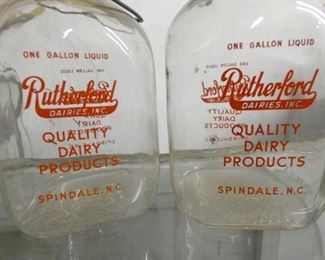 ONE GALLON LIQUID
Rutherford
DAIRIES, INC.
QUALITY
DAIRY
PRODUCTS
SPINDALE, N.C.
ONE GALLON LIQUID
Rutherford
DAIRIES, INC.
QUALITY
DAIRY
PRODUCTS
SPINDALE, N.C.